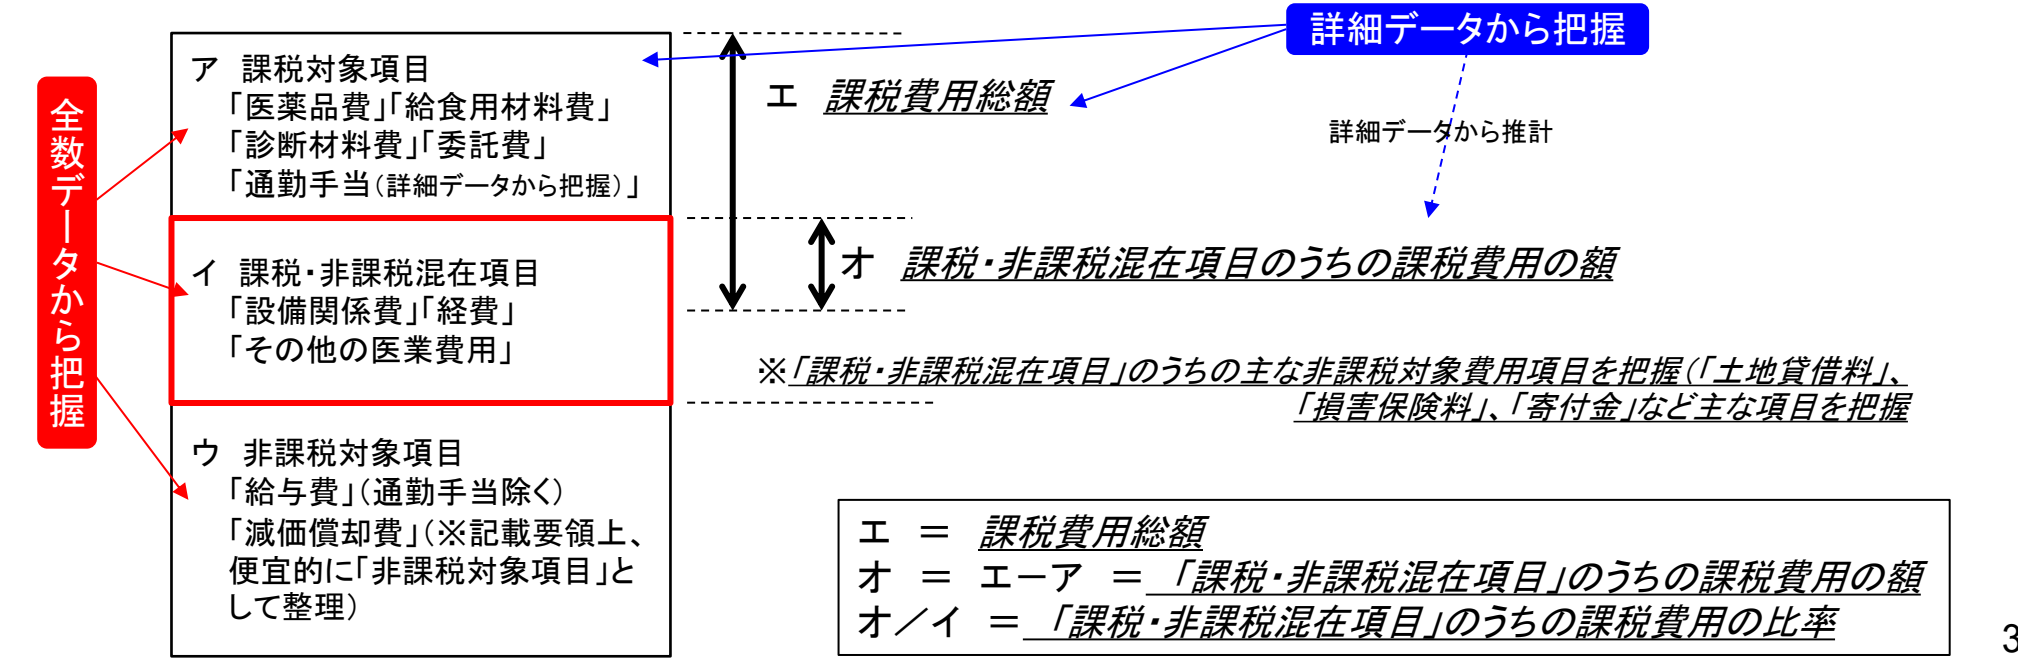 詳細データから把握
全数データから把握
ア 課税対象項目
「医薬品費」「給食用材料費」
「診断材料費」「委託費」
「通勤手当（詳細データから把握）」
イ 課税・非課税混在項目
「設備関係費」「経費」
「その他の医業費用」
ウ 非課税対象項目
「給与費」（通勤手当除く）
「減価償却費」（※記載要領上、
便宜的に「非課税対象項目」と
して整理）
エ 課税費用総額
詳細データから推計
オ 課税・非課税混在項目のうちの課税費用の額
※「課税・非課税混在項目」のうちの主な非課税対象費用項目を把握（「土地貸借料」、
「損害保険料」、「寄付金」など主な項目を把握
エ ＝ 課税費用総額
オ ＝ エーア ＝ 「課税・非課税混在項目」のうちの課税費用の額
オ／イ ＝ 「課税・非課税混在項目」のうちの課税費用の比率
3